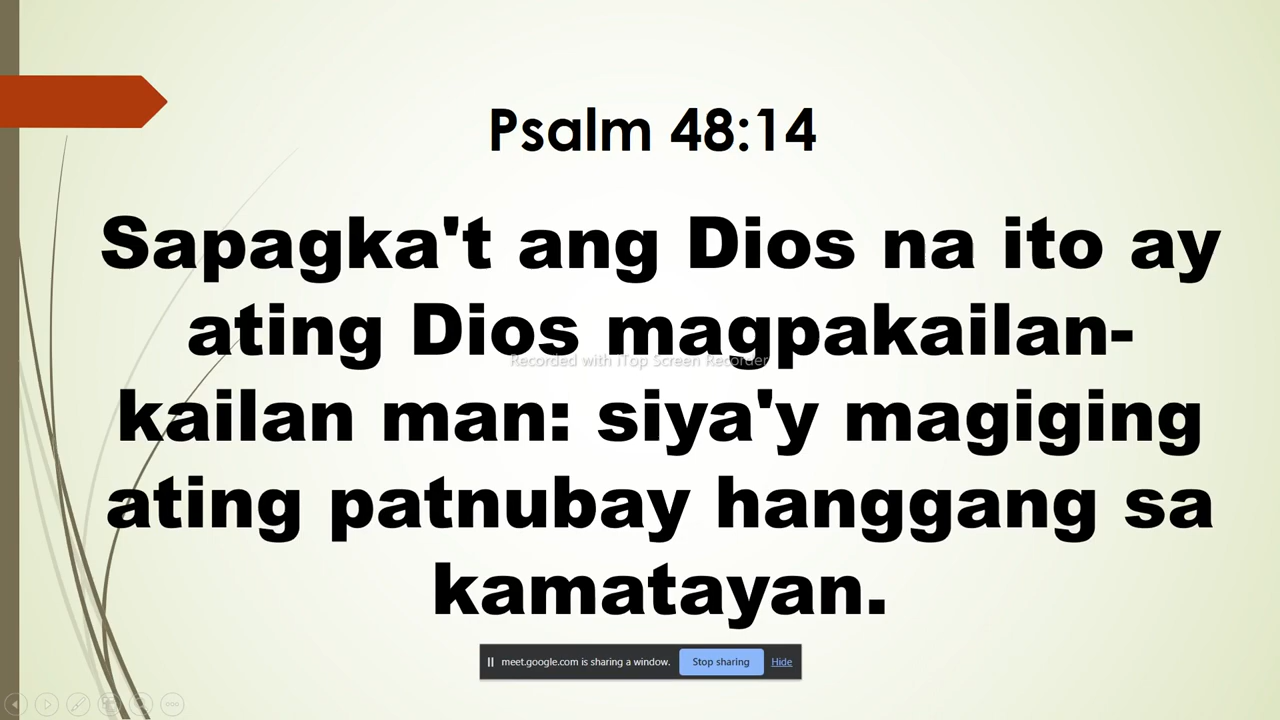 Psalm 48:14
Sapagka't ang Dios na ito ay
ating Dios magpakailan-
Recorded with iTop Screen Recorder
kailan man: siya'y magiging
ating patnubay hanggang sa
kamatayan.
meet.google.com is sharing a window. Stop sharing Hide